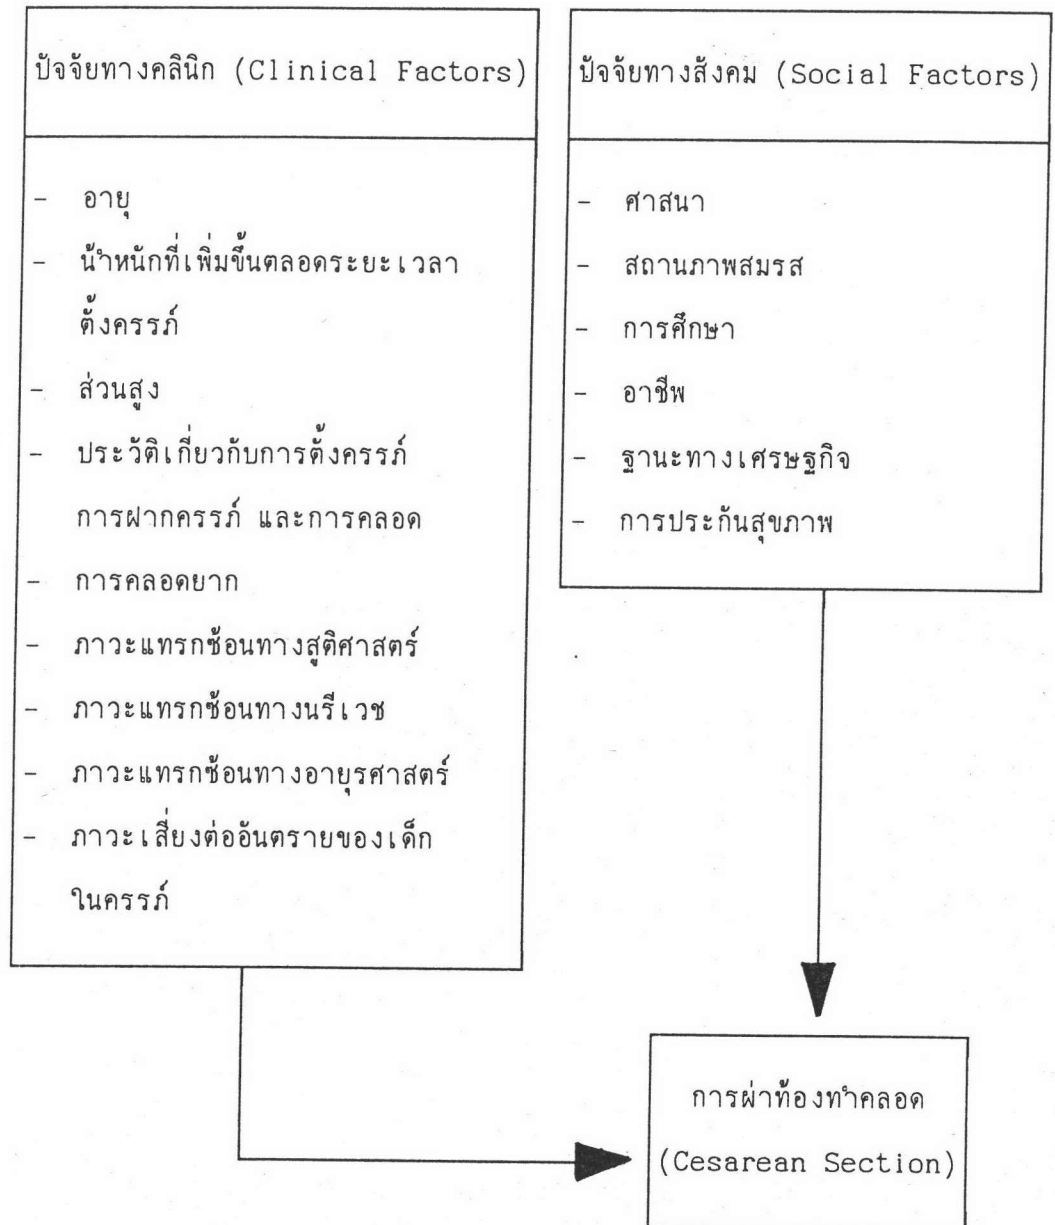 ปัจจัยทางคลินิก (Clinical Factors)
- อายุ
- น้ำหนักที่เพิ่มขึ้นตลอดระยะเวลา
ตั้งครรภ์
- ส่วนสูง
- ประวัติเกี่ยวกับการตั้งครรภ์
การฝากครรภ์ และการคลอด
- การคลอดยาก
- ภาวะแทรกซ้อนทางสูติศาสตร์
- ภาวะแทรกซ้อนทางนรีเวช
- ภาวะแทรกซ้อนทางอายุรศาสตร์
- ภาวะเสี่ยงต่ออันตรายของเด็ก
ในครรภ์
ปัจจัยทางสังคม (Social Factors)
- ศาสนา
- สถานภาพสมรส
- การศึกษา
- อาชีพ
- ฐานะทางเศรษฐกิจ
- การประกันสุขภาพ
การผ่าท้องทำคลอด
(Cesarean Section)